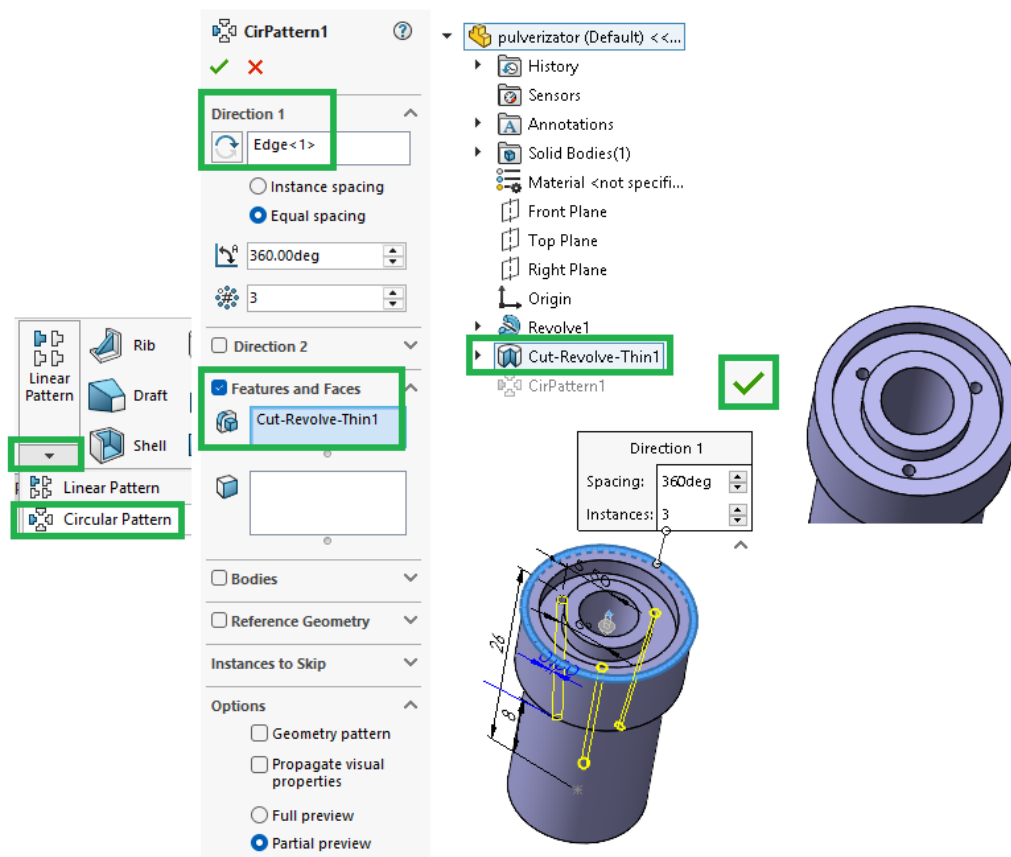 Linear
Pattern
Rib
Draft
Shell
Linear Pattern
Circular Pattern
CirPattern1
Direction 1
Edge<1>
Instance spacing
Equal spacing
360.00deg
3
Direction 2
Features and Faces
Cut-Revolve-Thin1
Bodies
Reference Geometry
Instances to Skip
Options
Geometry pattern
Propagate visual
properties
Full preview
Partial preview
pulverizator (Default) <<...
History
Sensors
Annotations
Solid Bodies(1)
Material <not specifi...
Front Plane
Top Plane
Right Plane
Origin
Revolve1
Cut-Revolve-Thin1
CirPattern1
Direction 1
Spacing: 360deg
Instances: 3
26
8